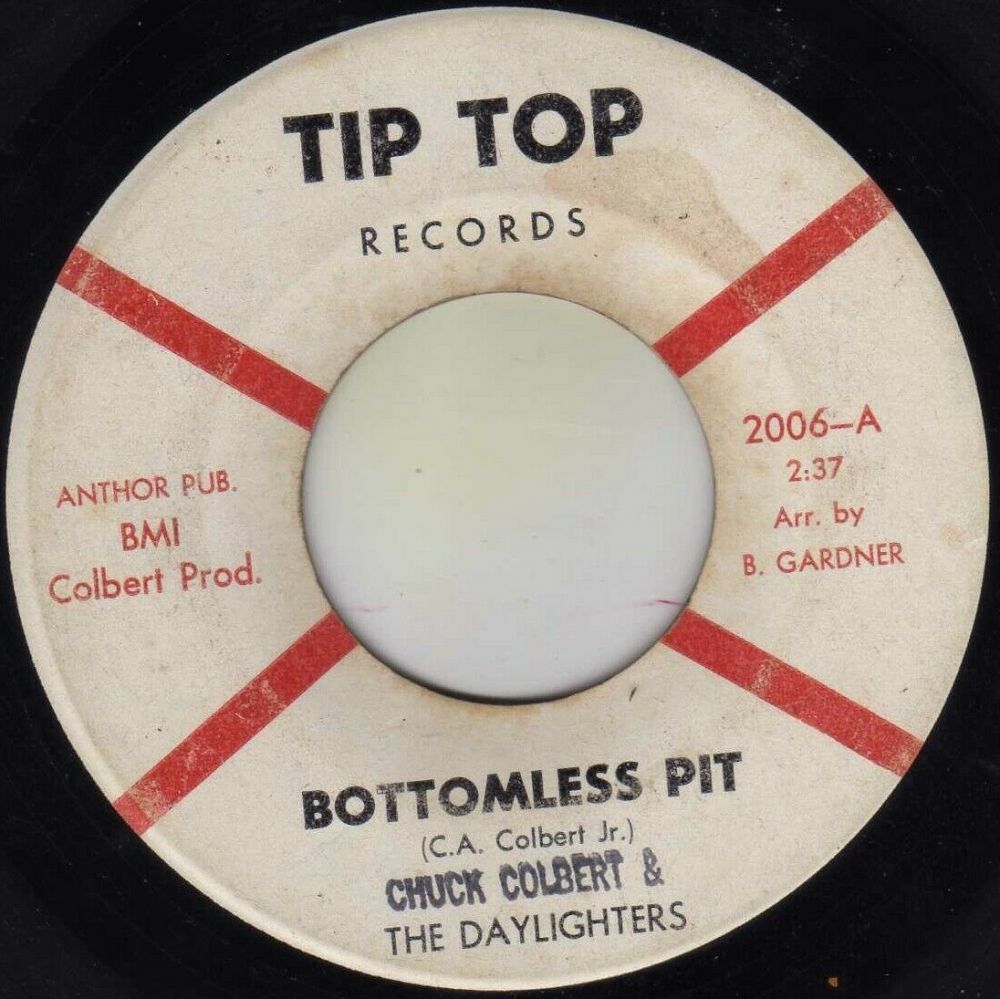 TIP TOP
RECORDS
ANTHOR PUB.
BMI
Colbert Prod.
2006-A
2:37
Arr. by
B. GARDNER
BOTTOMLESS PIT
(C.A. Colbert Jr.)
CHUCK COLBERT &
THE DAYLIGHTERS